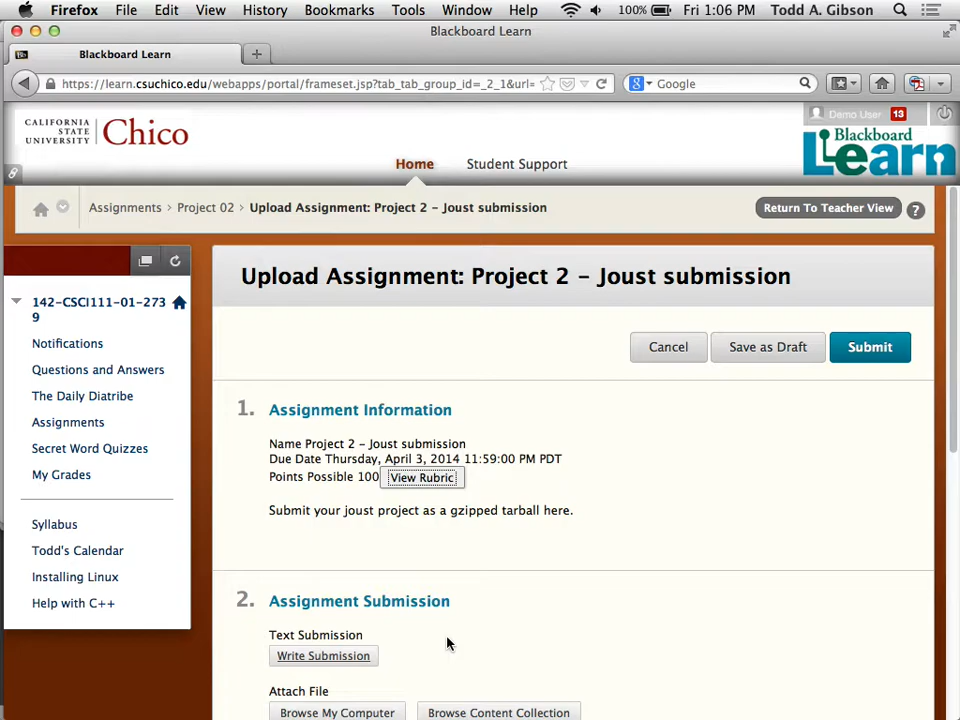 Firefox File Edit View History Bookmarks Tools Window Help 100% Fri 1:06 PM Todd A. Gibson
Blackboard Learn
Blackboard Learn
https://learn.csuchico.edu/webapps/portal/frameset.jsp?tab_tab_group_id=_2_1&url= Google
CALIFORNIA STATE UNIVERSITY Chico
Demo User 13
Blackboard Learn
Home Student Support
Assignments > Project 02 > Upload Assignment: Project 2 – Joust submission Return To Teacher View ?
142-CSCI111-01-273
9
Notifications
Questions and Answers
The Daily Diatribe
Assignments
Secret Word Quizzes
My Grades
Syllabus
Todd's Calendar
Installing Linux
Help with C++
Upload Assignment: Project 2 – Joust submission
Cancel Save as Draft Submit
1. Assignment Information
Name Project 2 – Joust submission
Due Date Thursday, April 3, 2014 11:59:00 PM PDT
Points Possible 100 View Rubric
Submit your joust project as a gzipped tarball here.
2. Assignment Submission
Text Submission
Write Submission
Attach File
Browse My Computer Browse Content Collection